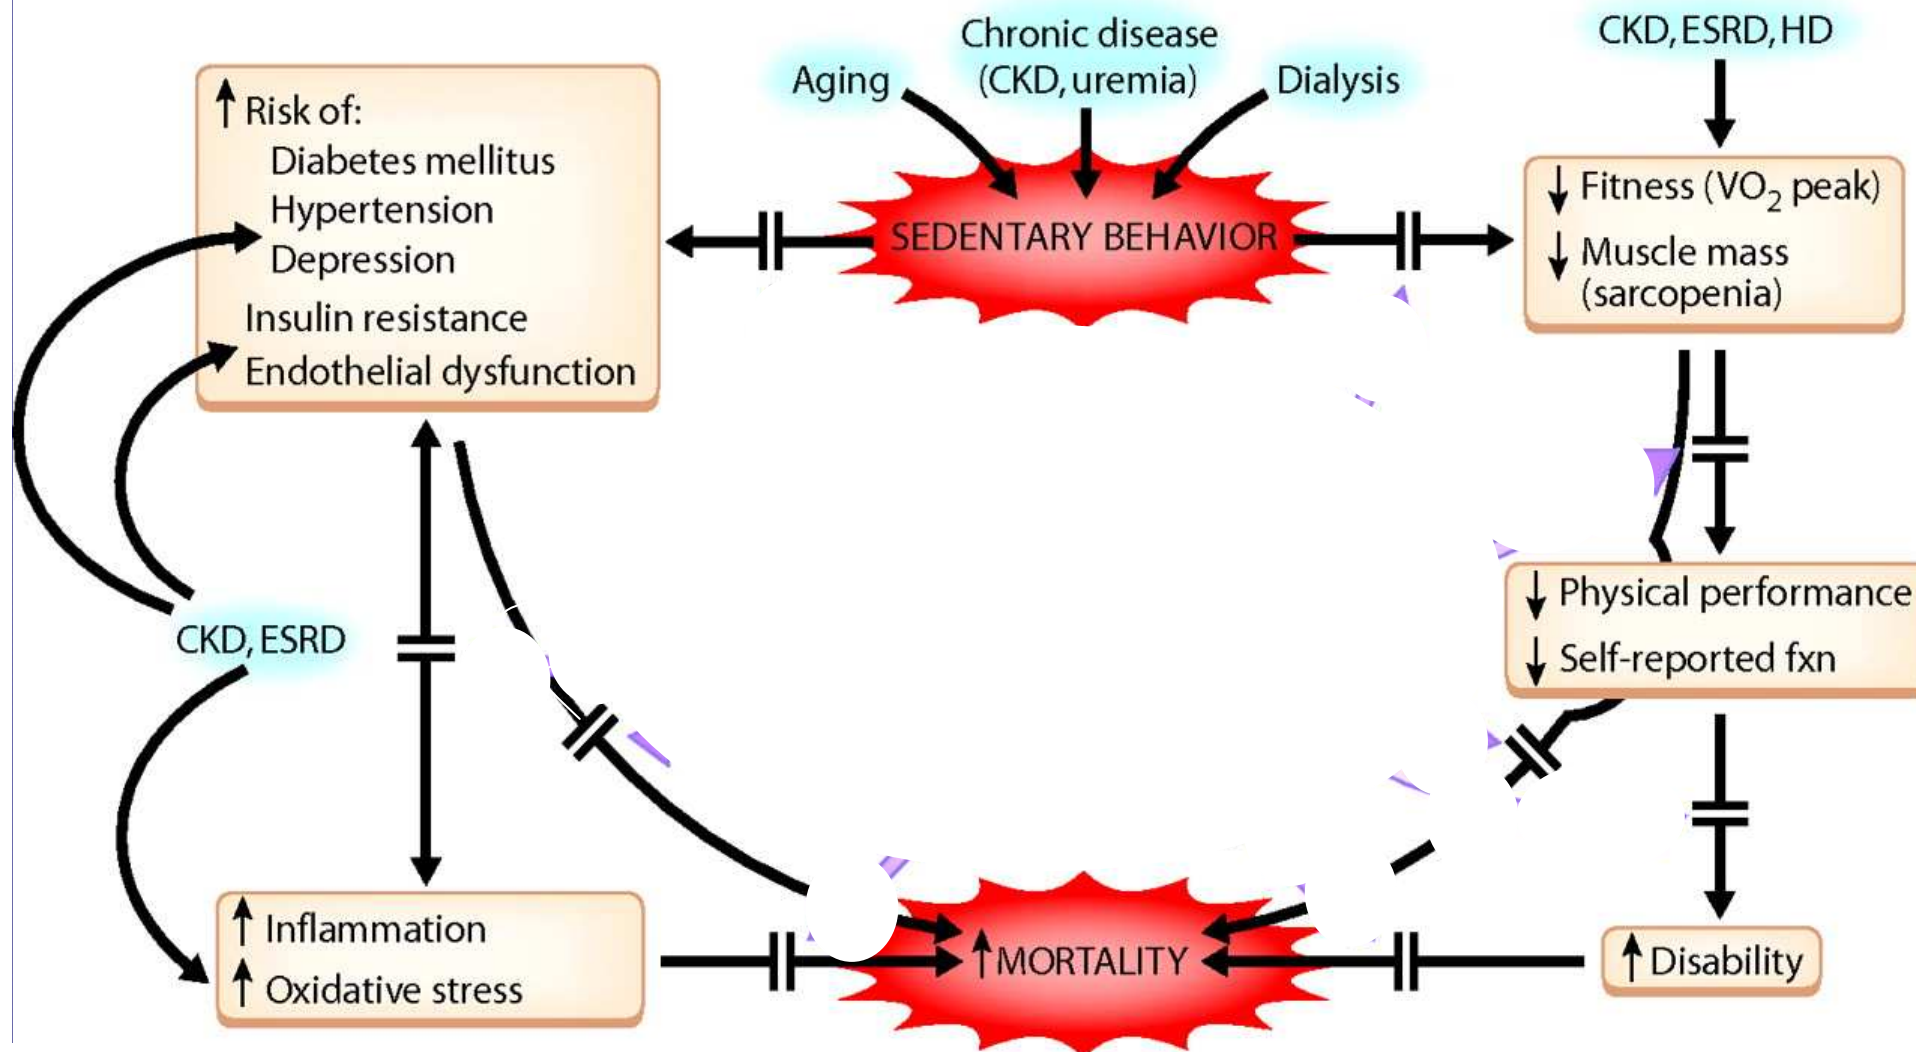 Chronic disease
(CKD, uremia)
Aging
Dialysis
CKD, ESRD, HD
↑ Risk of:
Diabetes mellitus
Hypertension
Depression
Insulin resistance
Endothelial dysfunction
SEDENTARY BEHAVIOR
↓ Fitness (VO₂ peak)
↓ Muscle mass
(sarcopenia)
↓ Physical performance
↓ Self-reported fxn
CKD, ESRD
↑ Inflammation
↑ Oxidative stress
↑ MORTALITY
↑ Disability